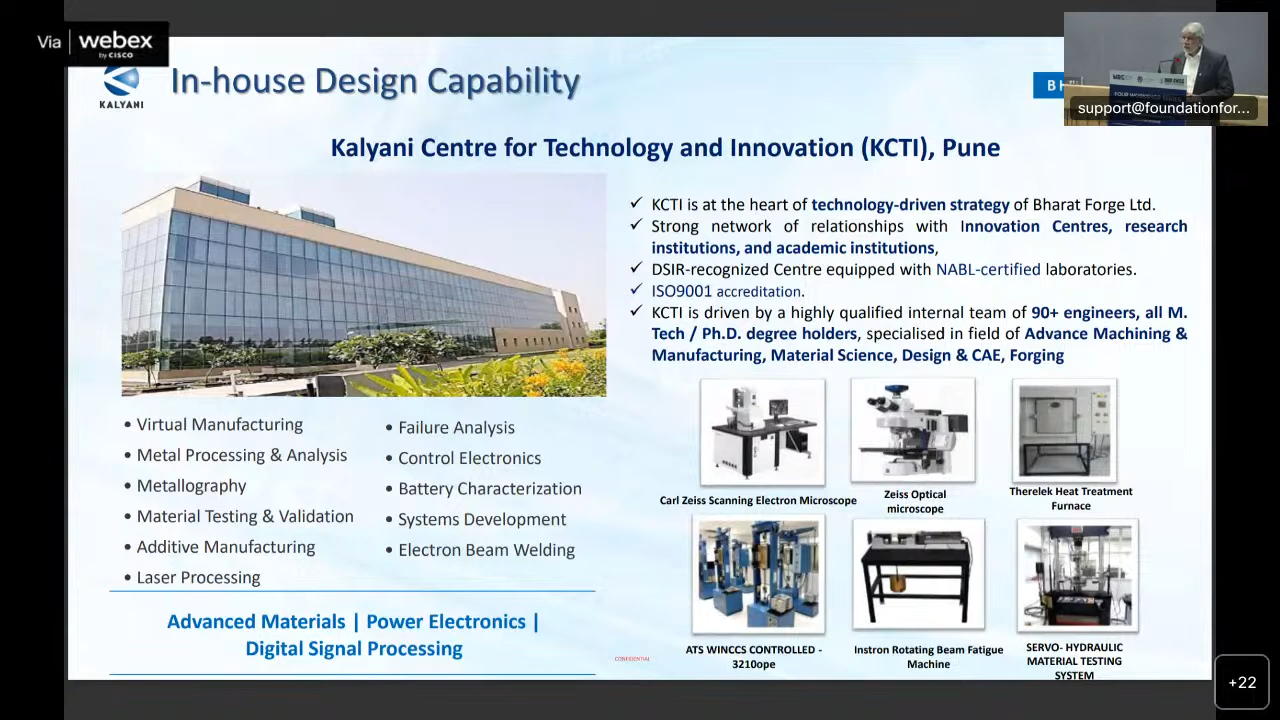 Via webex
by CISCO
KALYANI
In-house Design Capability
BH
support@foundationfor...
Kalyani Centre for Technology and Innovation (KCTI), Pune
✓ KCTI is at the heart of technology-driven strategy of Bharat Forge Ltd.
✓ Strong network of relationships with Innovation Centres, research
institutions, and academic institutions,
✓ DSIR-recognized Centre equipped with NABL-certified laboratories.
✓ ISO9001 accreditation.
✓ KCTI is driven by a highly qualified internal team of 90+ engineers, all M.
Tech / Ph.D. degree holders, specialised in field of Advance Machining &
Manufacturing, Material Science, Design & CAE, Forging
• Virtual Manufacturing
• Metal Processing & Analysis
• Metallography
• Material Testing & Validation
• Additive Manufacturing
• Laser Processing
• Failure Analysis
• Control Electronics
• Battery Characterization
• Systems Development
• Electron Beam Welding
Advanced Materials | Power Electronics |
Digital Signal Processing
Carl Zeiss Scanning Electron Microscope
Zeiss Optical
microscope
Therelek Heat Treatment
Furnace
ATS WINCCS CONTROLLED -
3210ope
Instron Rotating Beam Fatigue
Machine
SERVO- HYDRAULIC
MATERIAL TESTING
SYSTEM
CONFIDENTIAL
+22